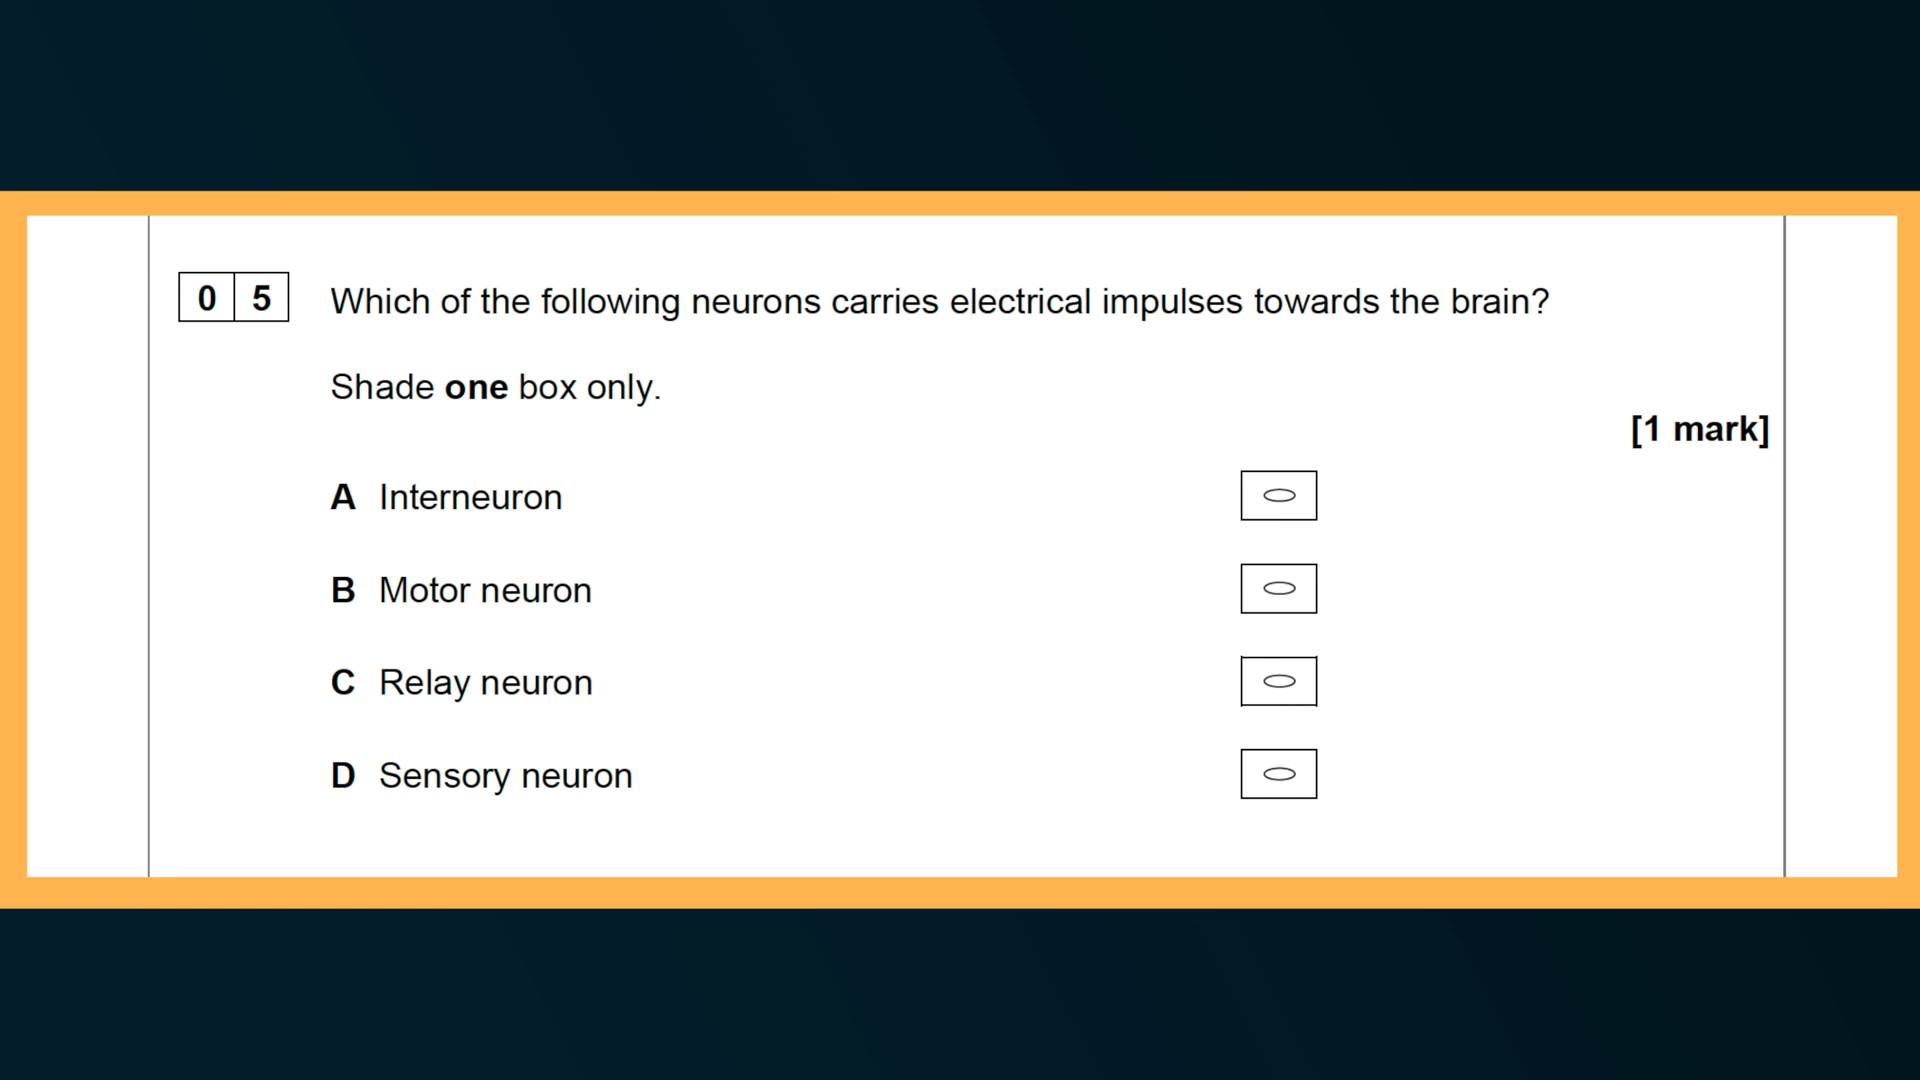 0 5 Which of the following neurons carries electrical impulses towards the brain?
Shade one box only.
[1 mark]
A Interneuron
B Motor neuron
C Relay neuron
D Sensory neuron